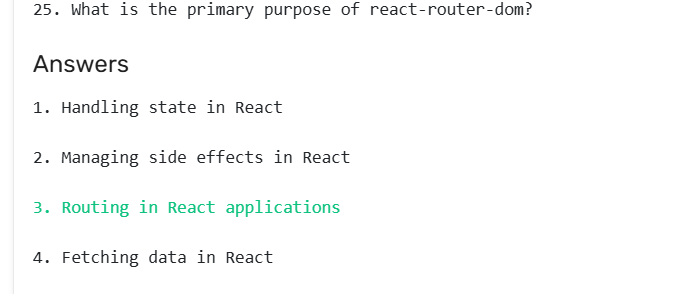 25. What is the primary purpose of react-router-dom?
Answers
1. Handling state in React
2. Managing side effects in React
3. Routing in React applications
4. Fetching data in React